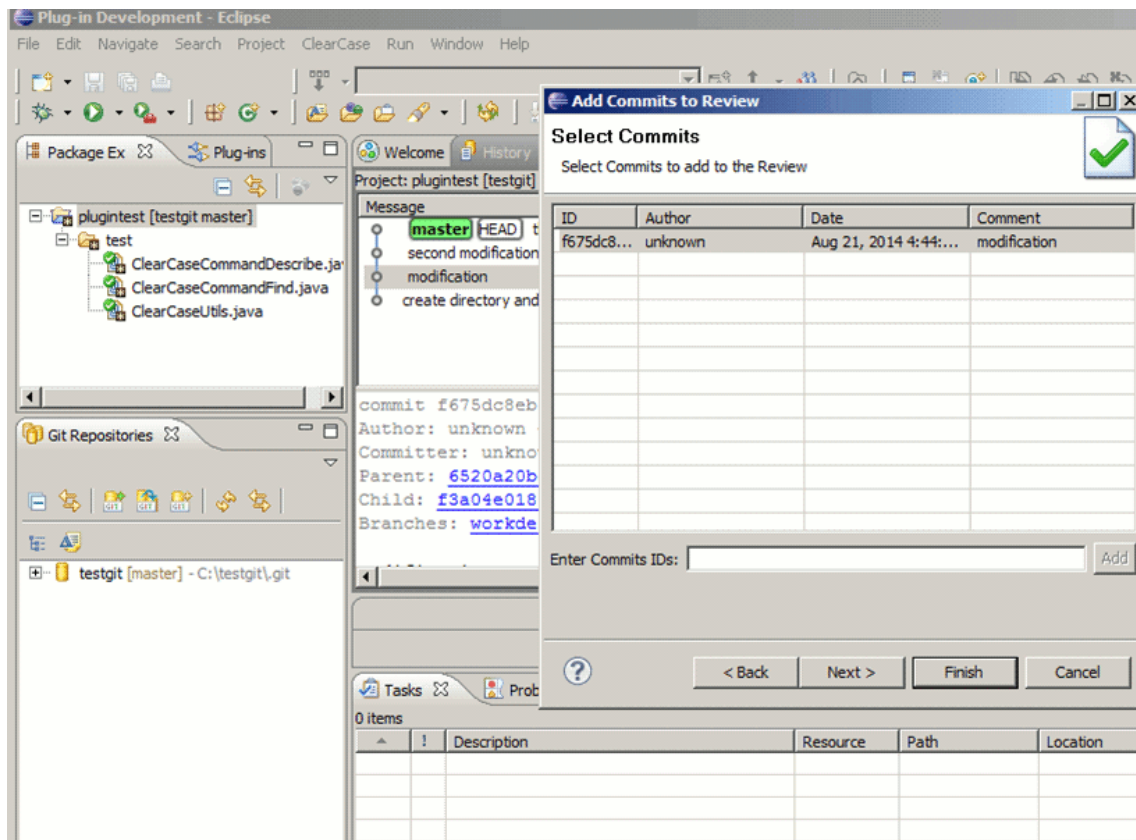 Plug-in Development - Eclipse
File Edit Navigate Search Project ClearCase Run Window Help
Package Ex Plug-ins
plugintest [testgit master]
test
ClearCaseCommandDescribe.ja
ClearCaseCommandFind.java
ClearCaseUtils.java
Git Repositories
testgit [master] - C:\testgit\.git
Welcome History
Project: plugintest [testgit]
Message
master HEAD t
second modification
modification
create directory and
commit f675dc8eb
Author: unknown
Committer: unkno
Parent: 6520a20b
Child: f3a04e018
Branches: workde
Add Commits to Review
Select Commits
Select Commits to add to the Review
ID Author Date Comment
f675dc8... unknown Aug 21, 2014 4:44:... modification
Enter Commits IDs: Add
? < Back Next > Finish Cancel
Tasks Prob
0 items
! Description Resource Path Location